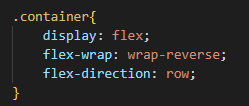 .container{
    display: flex;
    flex-wrap: wrap-reverse;
    flex-direction: row;
}